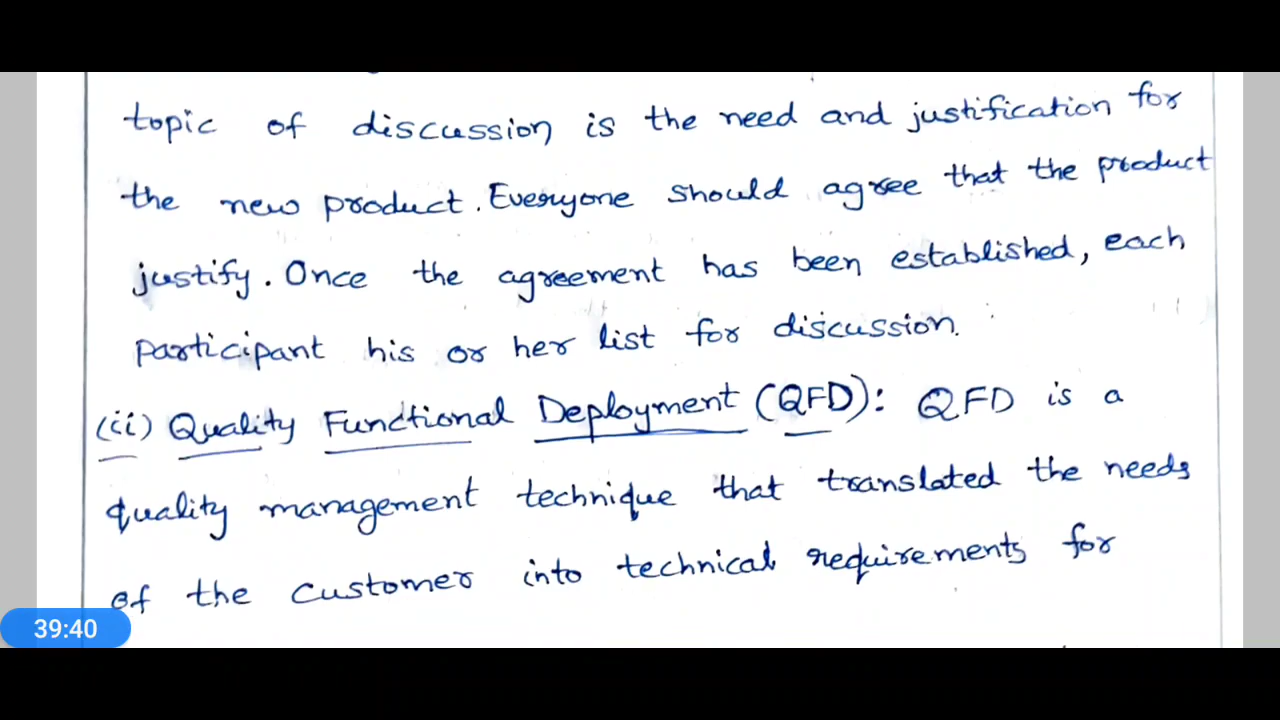 topic of discussion is the need and justification for
the new product. Everyone should agree that the product
justify. Once the agreement has been established, each
participant his or her list for discussion.
(ii) Quality Functional Deployment (QFD): QFD is a
quality management technique that translated the needs
of the customer into technical requirements for
39:40